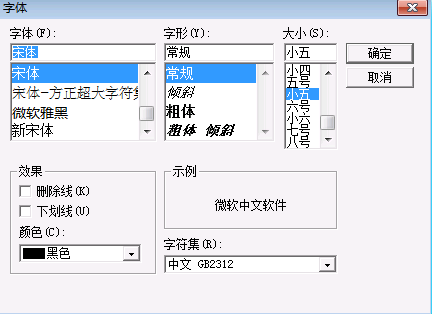 字体
字体(F):
字形(Y):
大小(S):
宋体
常规
小五
确定
取消
宋体
宋体-方正超大字符集
微软雅黑
新宋体
常规
倾斜
粗体
粗体 倾斜
小四
五号
小五
六号
小六
七号
八号
效果
删除线(K)
下划线(U)
颜色(C):
黑色
示例
微软中文软件
字符集(R):
中文 GB2312